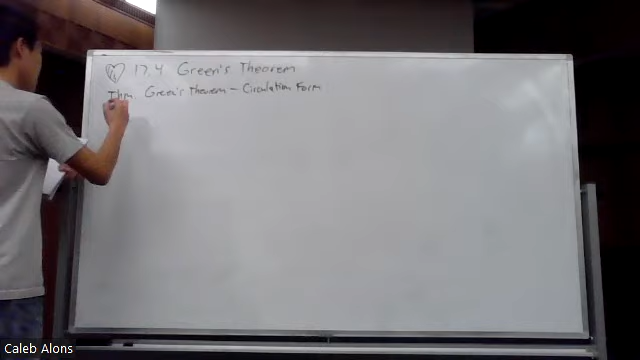 17.4 Green's Theorem
Thm Green's Theorem - Circulation Form
Caleb Alons